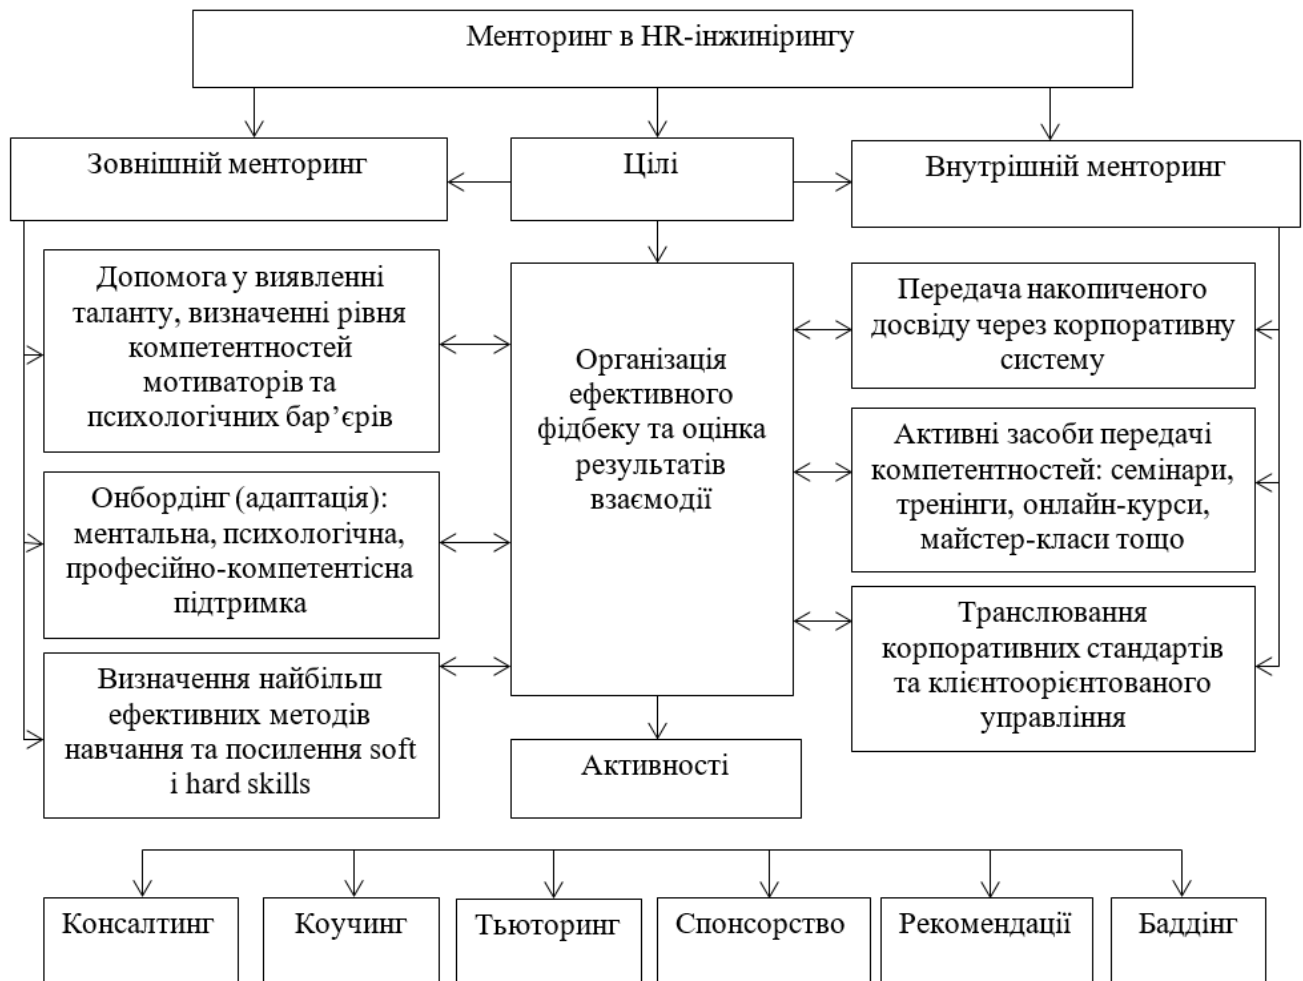 Менторинг в HR-інжинірингу
Зовнішній менторинг
Цілі
Внутрішній менторинг
Допомога у виявленні
таланту, визначенні рівня
компетентностей
мотиваторів та
психологічних бар’єрів
Онбордінг (адаптація):
ментальна, психологічна,
професійно-компетентісна
підтримка
Визначення найбільш
ефективних методів
навчання та посилення soft
і hard skills
Організація
ефективного
фідбеку та оцінка
результатів
взаємодії
Активності
Передача накопиченого
досвіду через корпоративну
систему
Активні засоби передачі
компетентностей: семінари,
тренінги, онлайн-курси,
майстер-класи тощо
Транслювання
корпоративних стандартів
та клієнтоорієнтованого
управління
Консалтинг
Коучинг
Тьюторинг
Спонсорство
Рекомендації
Баддінг